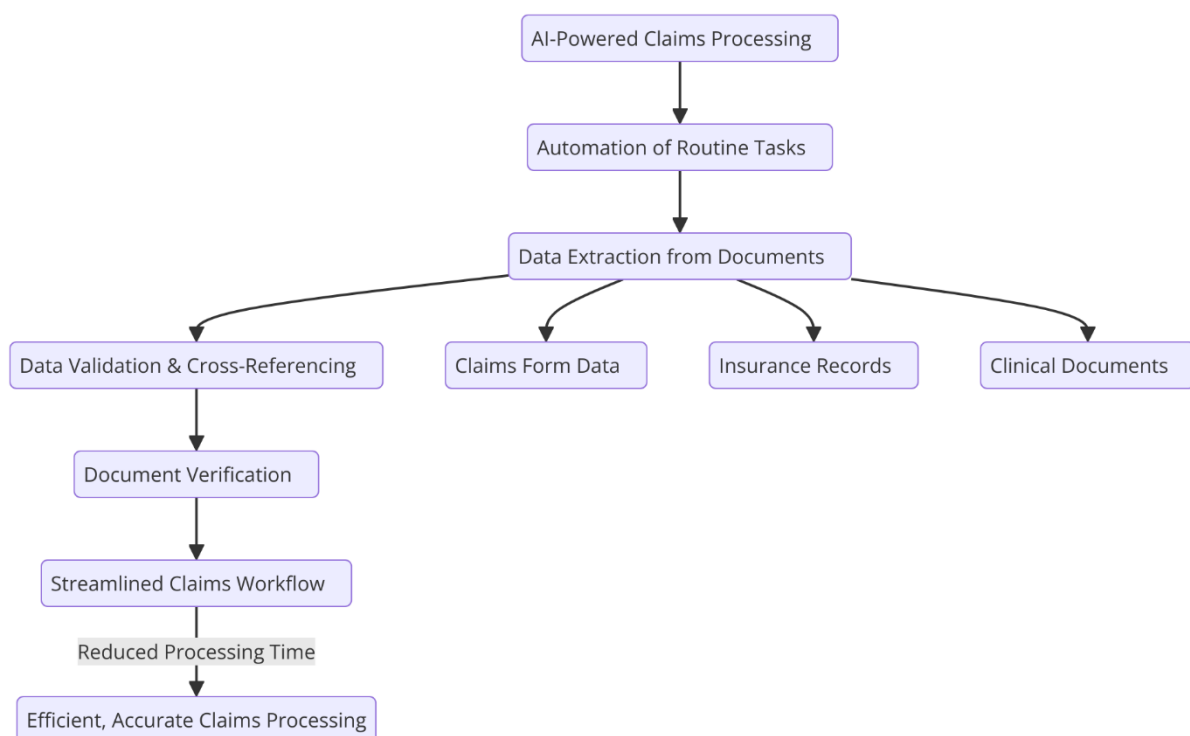 AI-Powered Claims Processing
Automation of Routine Tasks
Data Extraction from Documents
Data Validation & Cross-Referencing
Claims Form Data
Insurance Records
Clinical Documents
Document Verification
Streamlined Claims Workflow
Reduced Processing Time
Efficient, Accurate Claims Processing